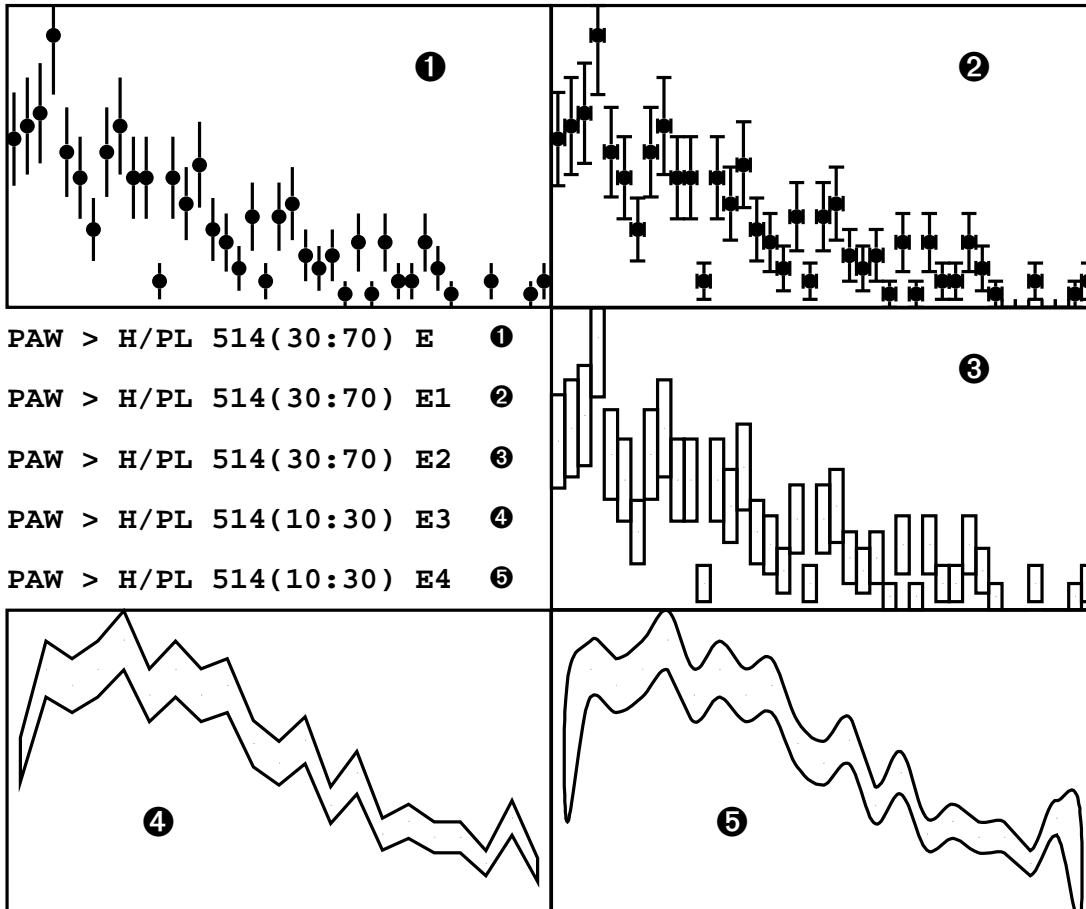 ❶ ❷
PAW > H/PL 514(30:70) E ❶
PAW > H/PL 514(30:70) E1 ❷
PAW > H/PL 514(30:70) E2 ❸
PAW > H/PL 514(10:30) E3 ❹
PAW > H/PL 514(10:30) E4 ❺
❸
❹ ❺